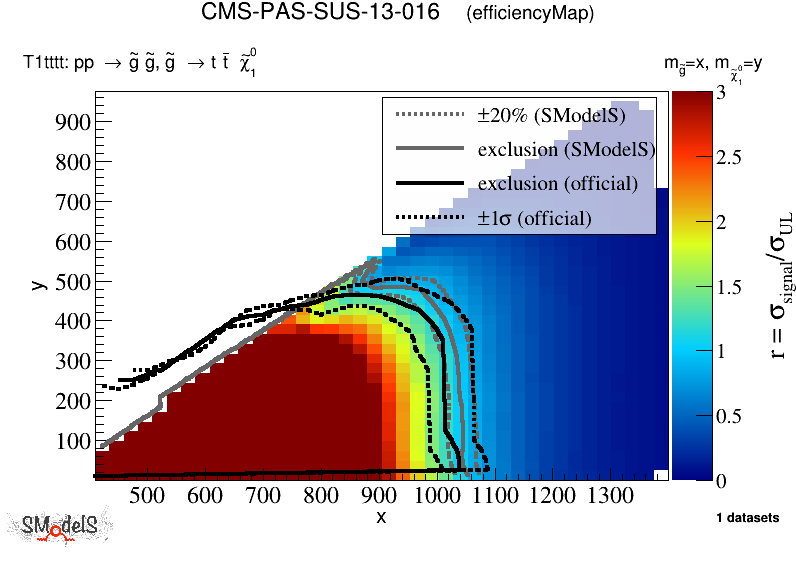 CMS-PAS-SUS-13-016 (efficiencyMap)
T1tttt: pp → g̃ g̃, g̃ → t t̄ χ̃₁⁰
m_g̃=x, m_χ̃₁⁰=y
±20% (SModelS)
exclusion (SModelS)
exclusion (official)
±1σ (official)
900
800
700
600
500
400
300
200
100
y
500 600 700 800 900 1000 1100 1200 1300
x
3
2.5
2
1.5
1
0.5
0
r = σ_signal/σ_UL
SModelS
1 datasets